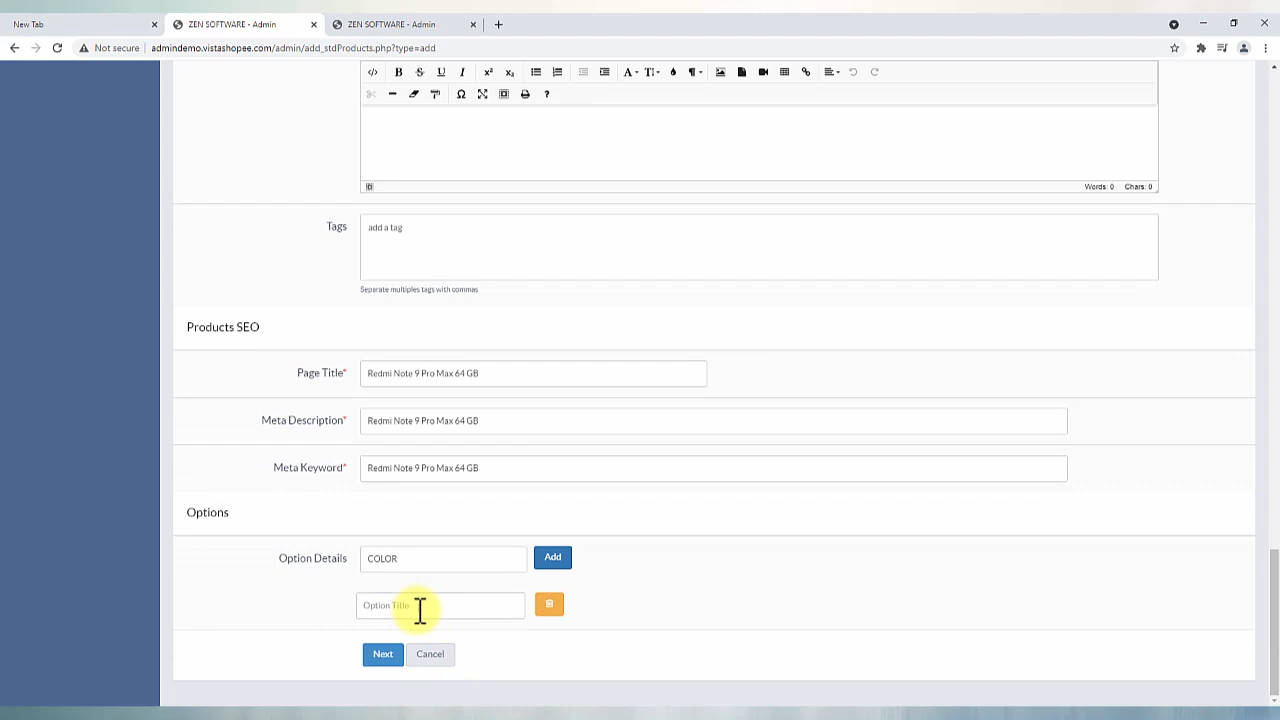 New Tab
ZEN SOFTWARE - Admin
ZEN SOFTWARE - Admin
Not secure
admindemo.vistashopee.com/admin/add_stdProducts.php?type=add
Words: 0 Chars: 0
Tags
add a tag
Separate multiples tags with commas
Products SEO
Page Title*
Redmi Note 9 Pro Max 64 GB
Meta Description*
Redmi Note 9 Pro Max 64 GB
Meta Keyword*
Redmi Note 9 Pro Max 64 GB
Options
Option Details
COLOR
Add
Option Title
Next
Cancel